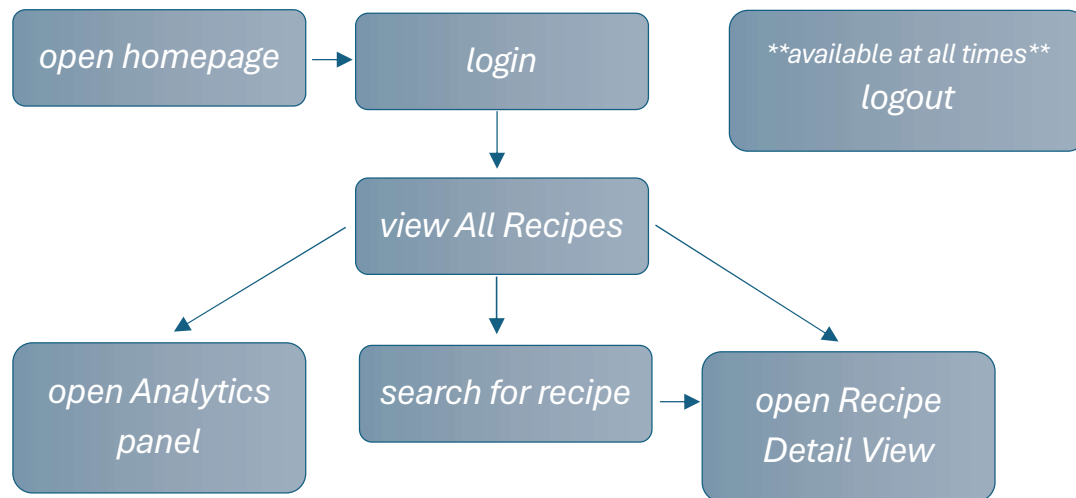 open homepage
login
**available at all times**
logout
view All Recipes
open Analytics
panel
search for recipe
open Recipe
Detail View